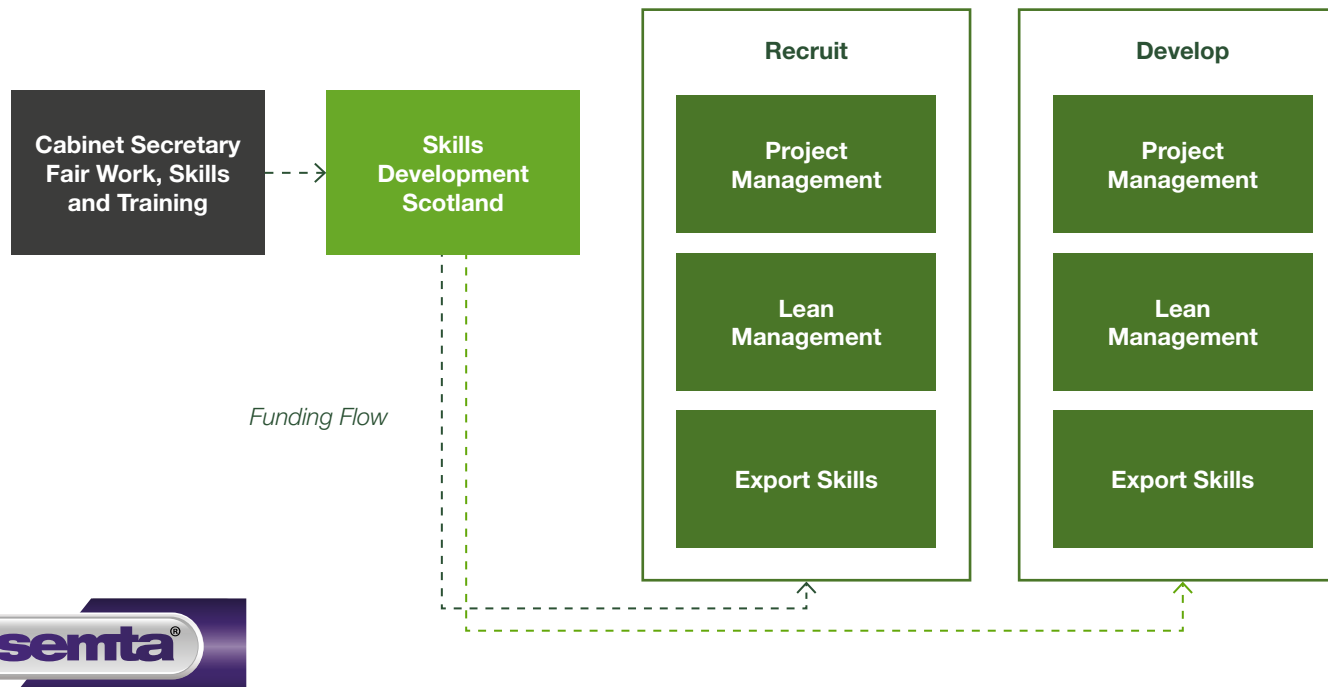 Cabinet Secretary
Fair Work, Skills
and Training
Skills
Development
Scotland
Funding Flow
Recruit
Project
Management
Lean
Management
Export Skills
Develop
Project
Management
Lean
Management
Export Skills
semta®